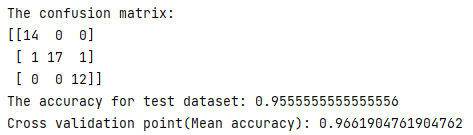 The confusion matrix:
[[14  0  0]
 [ 1 17  1]
 [ 0  0 12]]
The accuracy for test dataset: 0.9555555555555556
Cross validation point(Mean accuracy): 0.9661904761904762